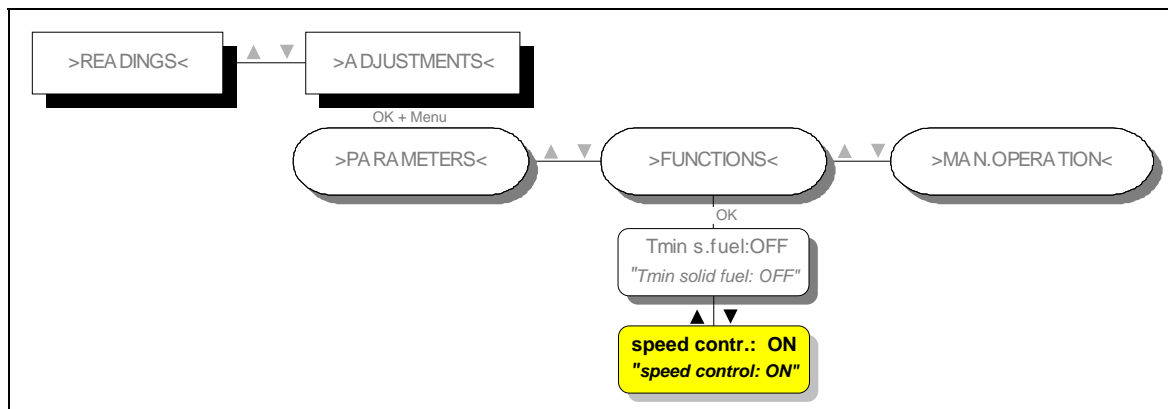 >READINGS<
▲ ▼
>ADJUSTMENTS<
OK + Menu
>PARAMETERS<
▲ ▼
>FUNCTIONS<
▲ ▼
>MAN.OPERATION<
OK
Tmin s.fuel:OFF
"Tmin solid fuel: OFF"
▲ ▼
speed contr.: ON
"speed control: ON"